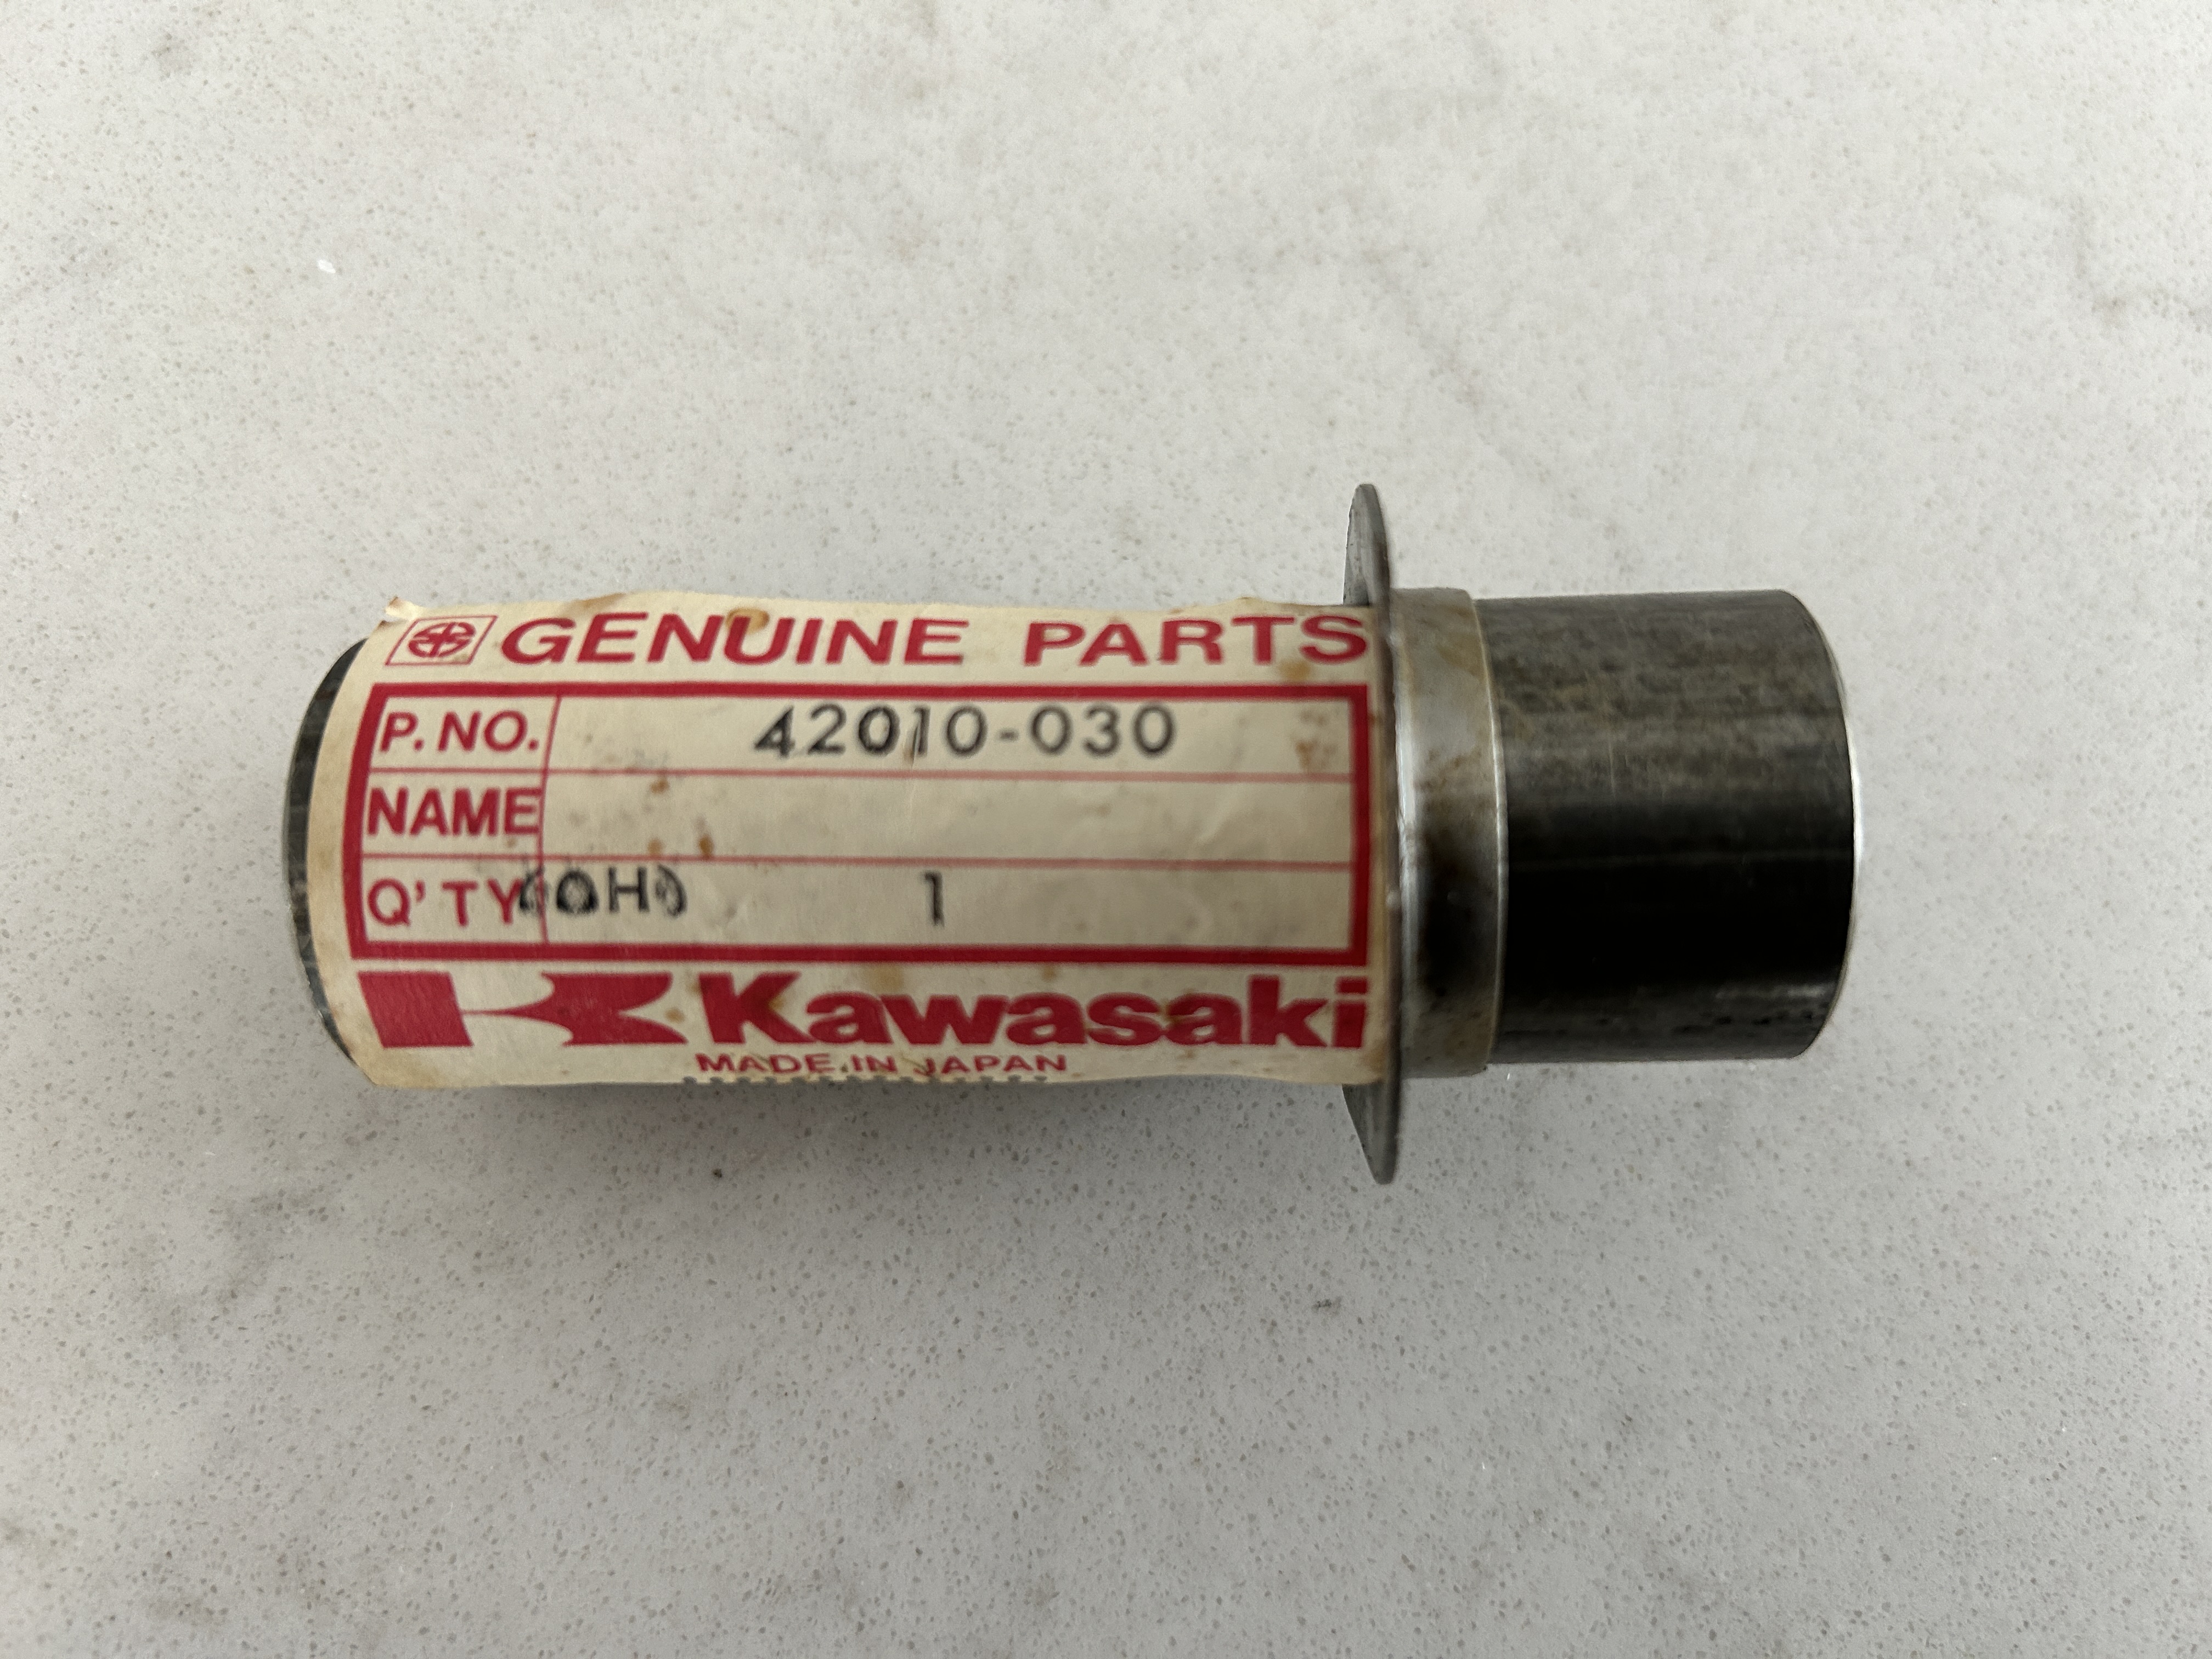 GENUINE PARTS
P. NO. 42010-030
NAME
Q'TY 1
Kawasaki
MADE IN JAPAN